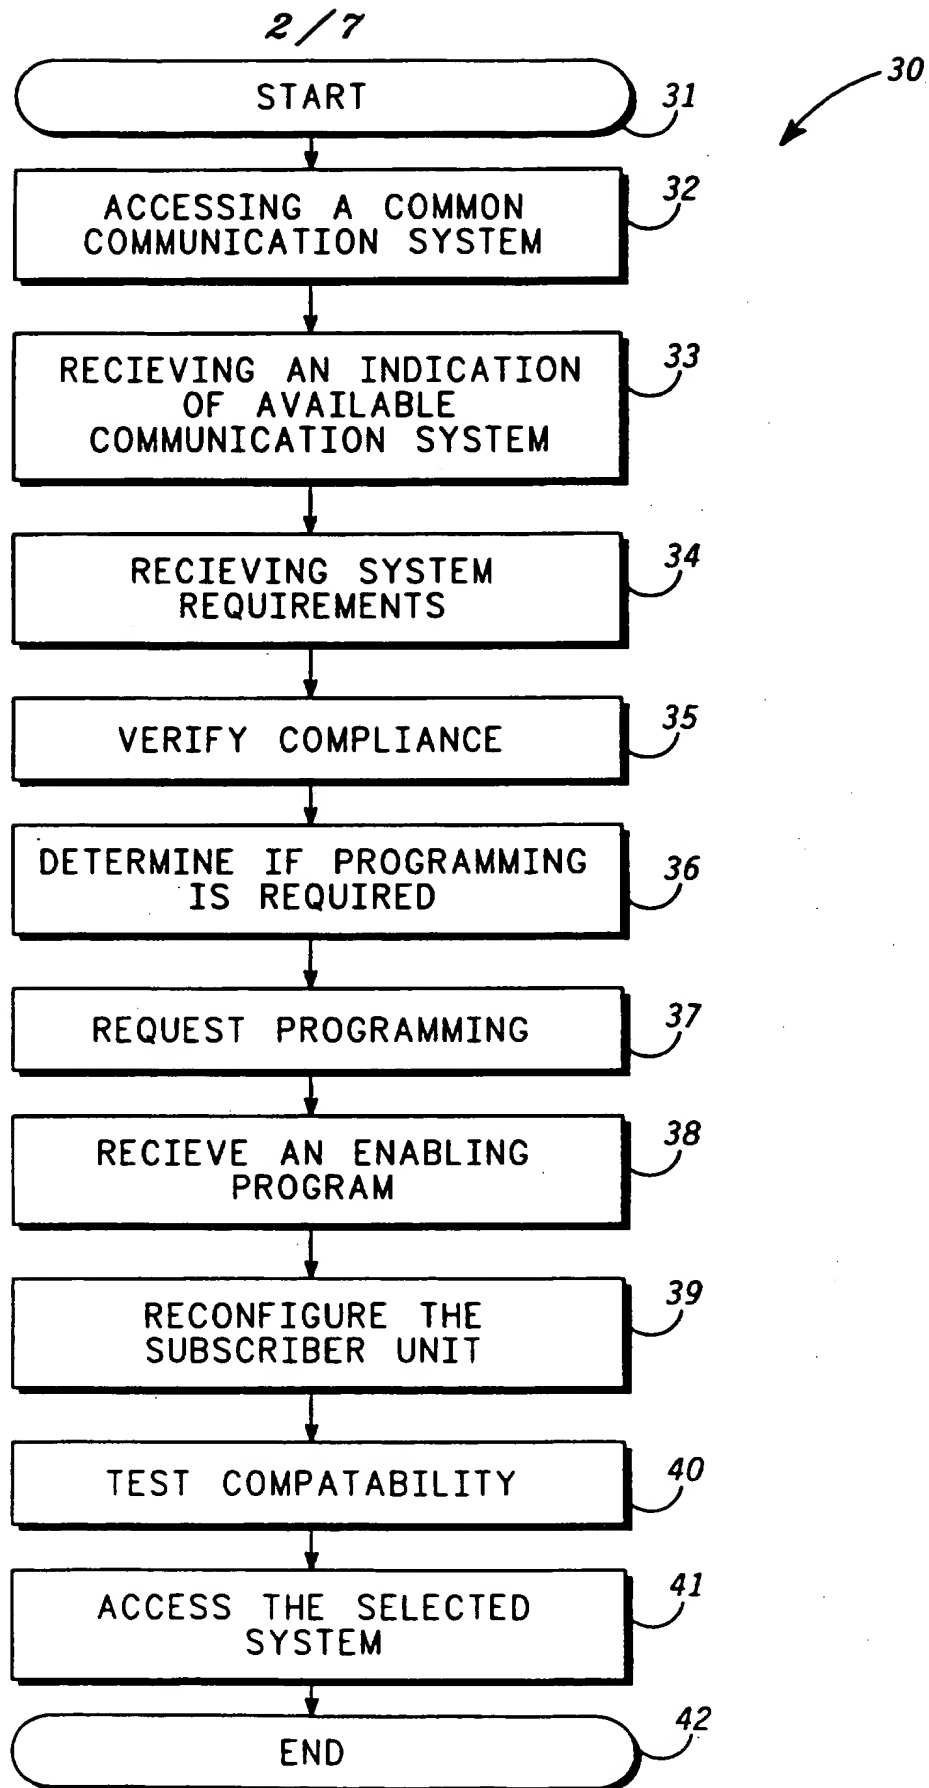 2/7
START
31
30
ACCESSING A COMMON
COMMUNICATION SYSTEM
32
RECIEVING AN INDICATION
OF AVAILABLE
COMMUNICATION SYSTEM
33
RECIEVING SYSTEM
REQUIREMENTS
34
VERIFY COMPLIANCE
35
DETERMINE IF PROGRAMMING
IS REQUIRED
36
REQUEST PROGRAMMING
37
RECIEVE AN ENABLING
PROGRAM
38
RECONFIGURE THE
SUBSCRIBER UNIT
39
TEST COMPATABILITY
40
ACCESS THE SELECTED
SYSTEM
41
END
42